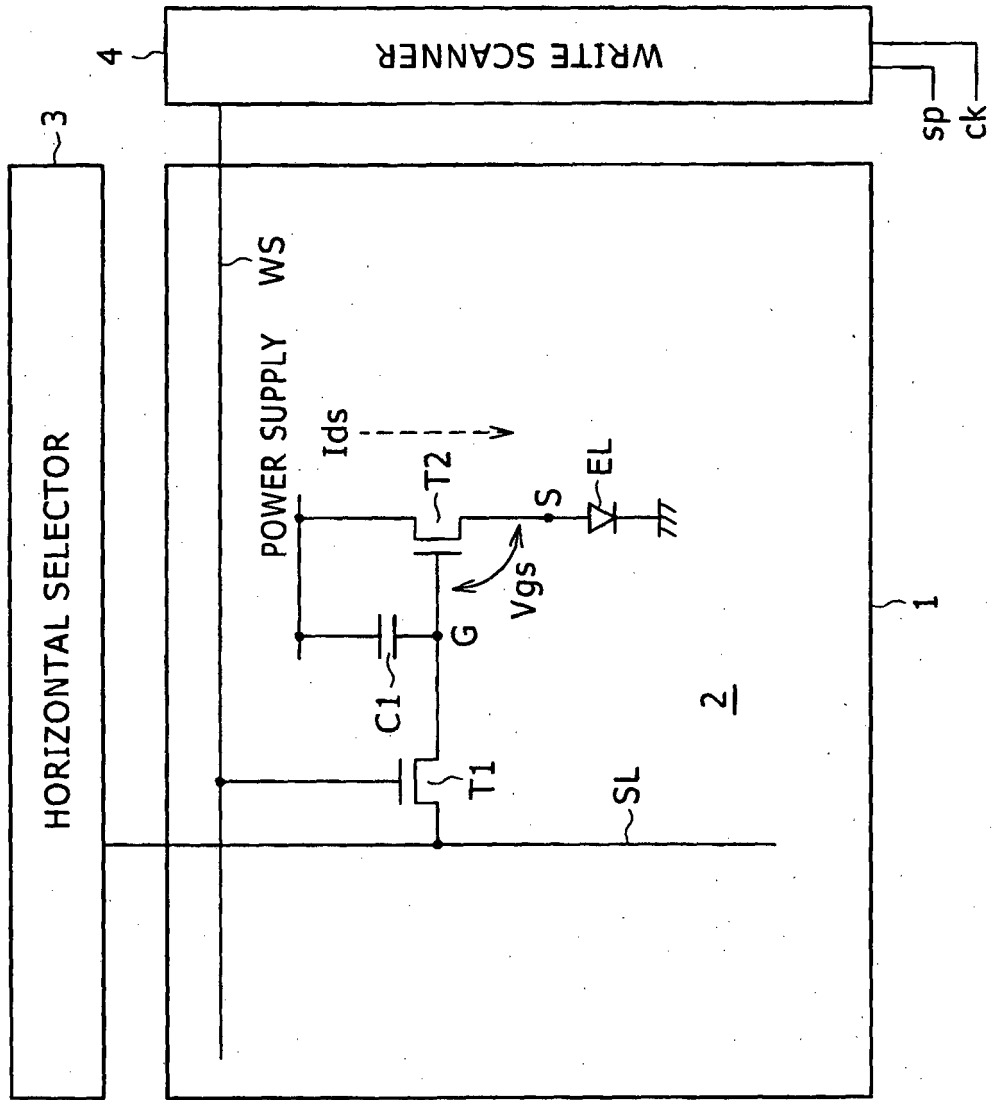 HORIZONTAL SELECTOR
3
4
WRITE SCANNER
sp
ck
WS
POWER SUPPLY
Ids
T2
C1
G
Vgs
S
EL
T1
SL
2
1